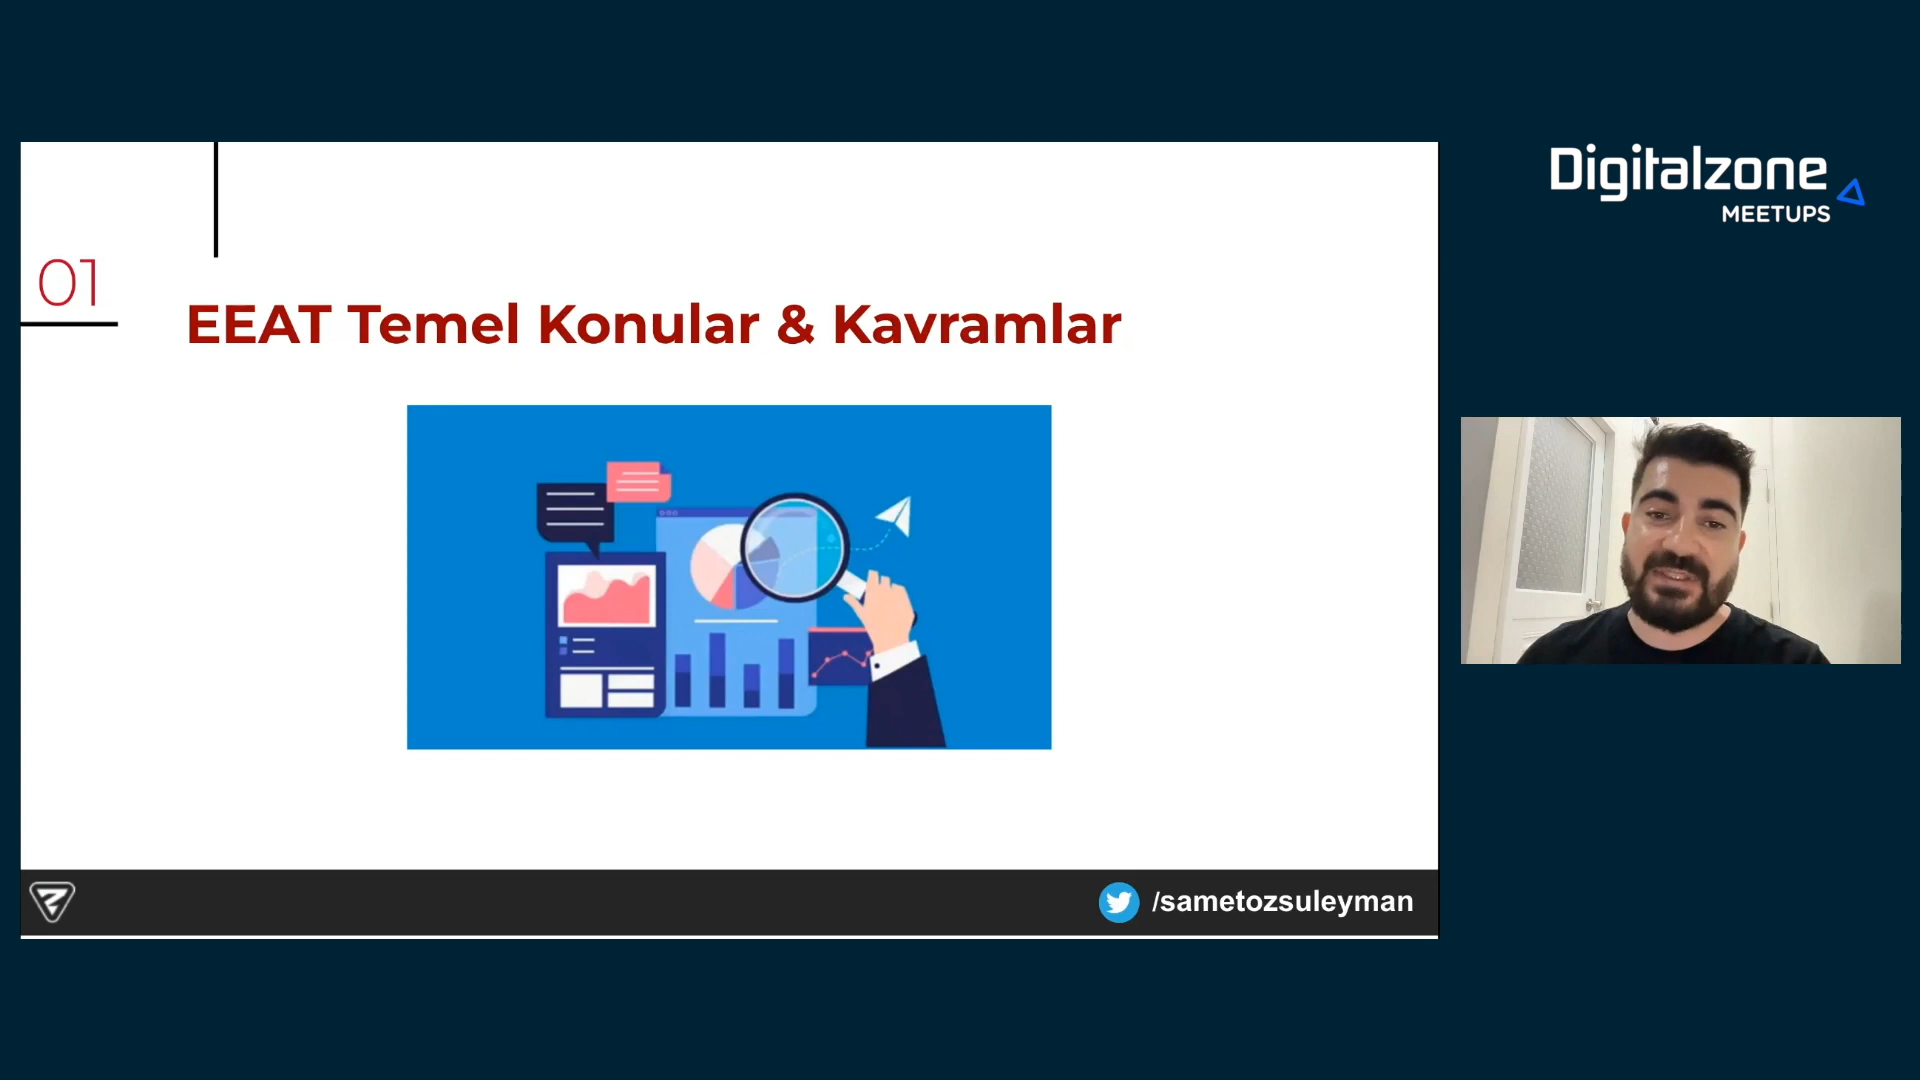 Digitalzone
MEETUPS
01
EEAT Temel Konular & Kavramlar
/sametozsuleyman